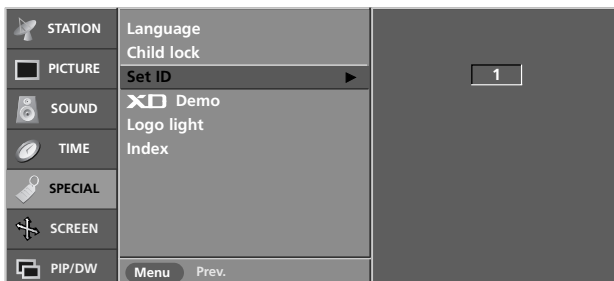 STATION
PICTURE
SOUND
TIME
SPECIAL
SCREEN
PIP/DW
Language
Child lock
Set ID ►
XD Demo
Logo light
Index
Menu Prev.
1